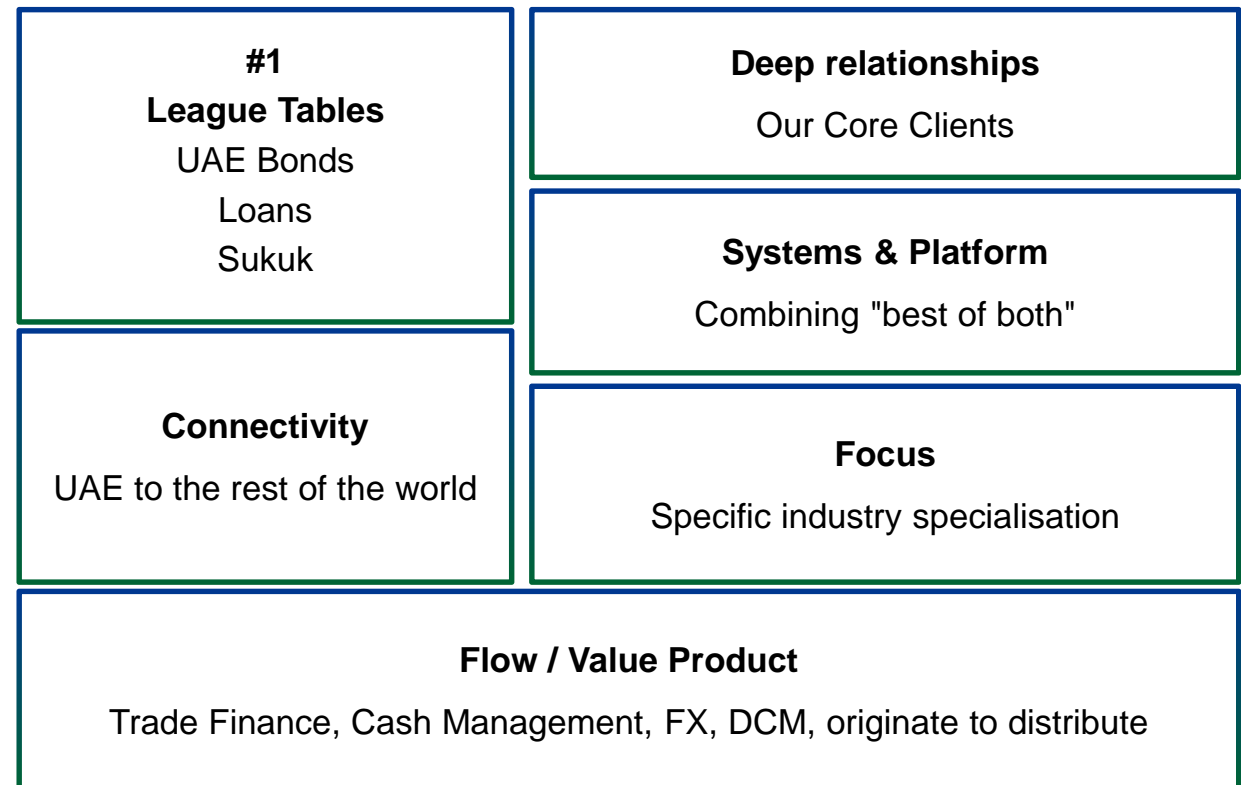 #1
League Tables
UAE Bonds
Loans
Sukuk
Deep relationships
Our Core Clients
Systems & Platform
Combining "best of both"
Connectivity
UAE to the rest of the world
Focus
Specific industry specialisation
Flow / Value Product
Trade Finance, Cash Management, FX, DCM, originate to distribute